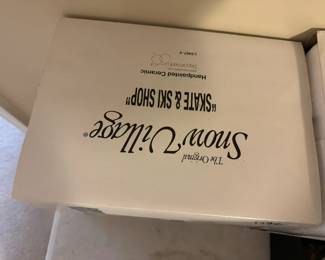 The Original
Snow Village®
"SKATE & SKI SHOP"
Handpainted Ceramic